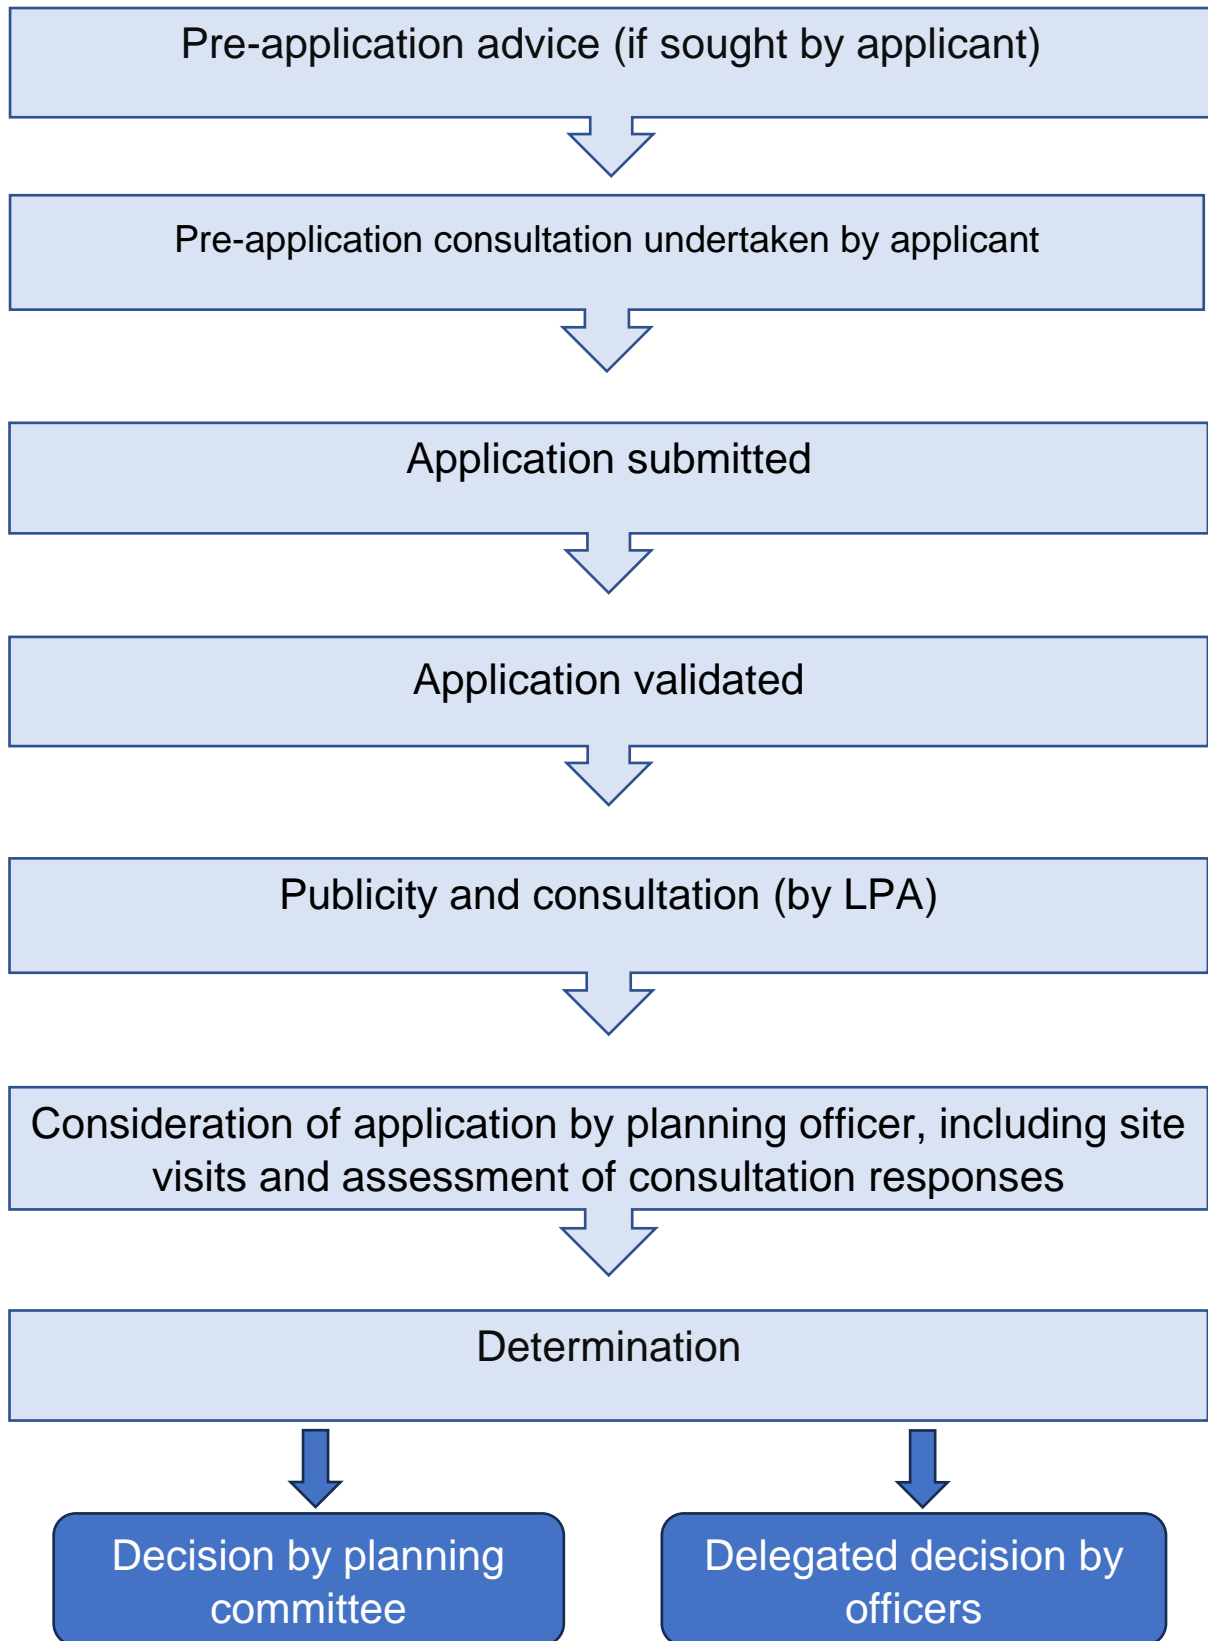 Pre-application advice (if sought by applicant)
Pre-application consultation undertaken by applicant
Application submitted
Application validated
Publicity and consultation (by LPA)
Consideration of application by planning officer, including site
visits and assessment of consultation responses
Determination
Decision by planning
committee
Delegated decision by
officers